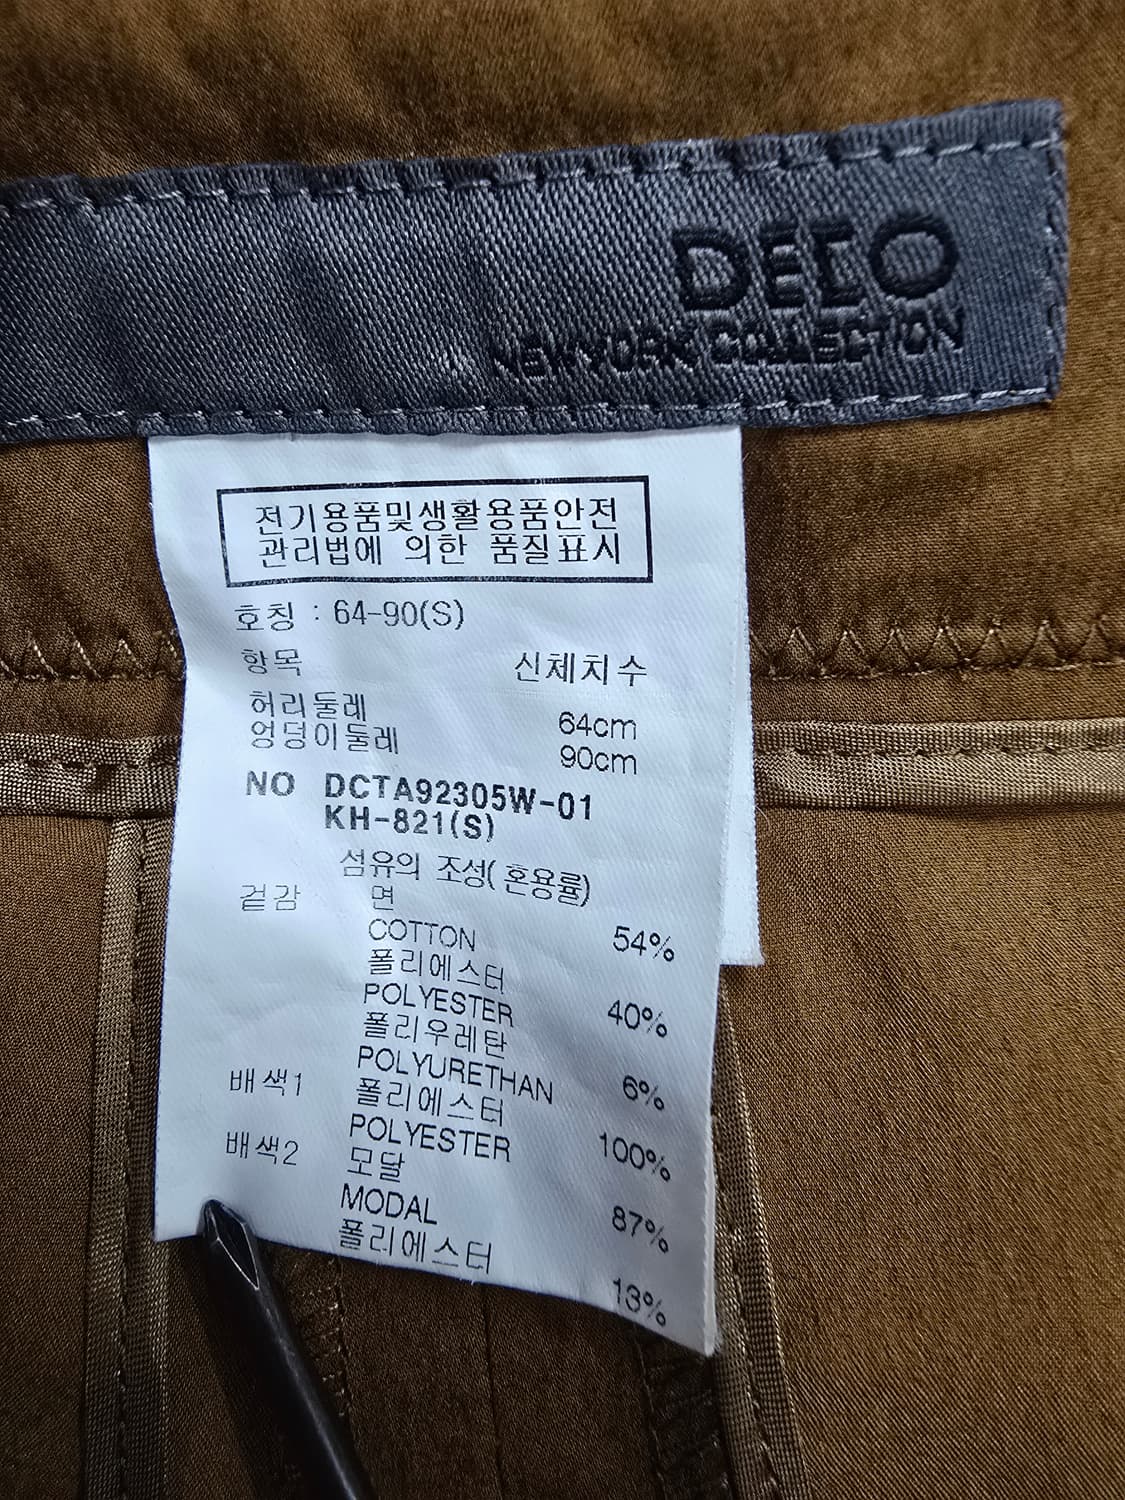 DECO
NEWYORK COLLECTION
전기용품및생활용품안전
관리법에 의한 품질표시
호칭 : 64-90(S)
항목 신체치수
허리둘레 64cm
엉덩이둘레 90cm
NO DCTA92305W-01
KH-821(S)
섬유의 조성(혼용률)
겉감 면
COTTON 54%
폴리에스터
POLYESTER 40%
폴리우레탄
POLYURETHAN 6%
배색1 폴리에스터
POLYESTER 100%
배색2 모달
MODAL 87%
폴리에스터
13%